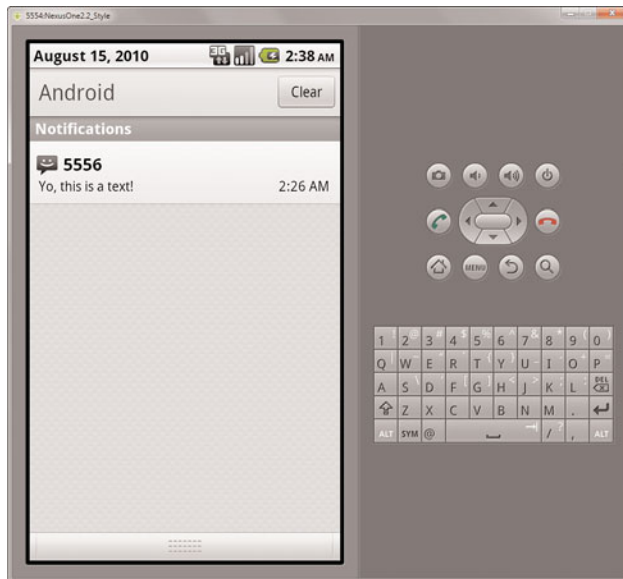 5554:NexusOne2.2_Style
August 15, 2010 3G 2:38 AM
Android Clear
Notifications
5556
Yo, this is a text! 2:26 AM
MENU
1 ! 2 @ 3 # 4 $ 5 % 6 ^ 7 & 8 * 9 ( 0 )
Q W E R T Y U I O P
A S D F G H J K L DEL
Z X C V B N M .
ALT SYM @ / ? , ALT